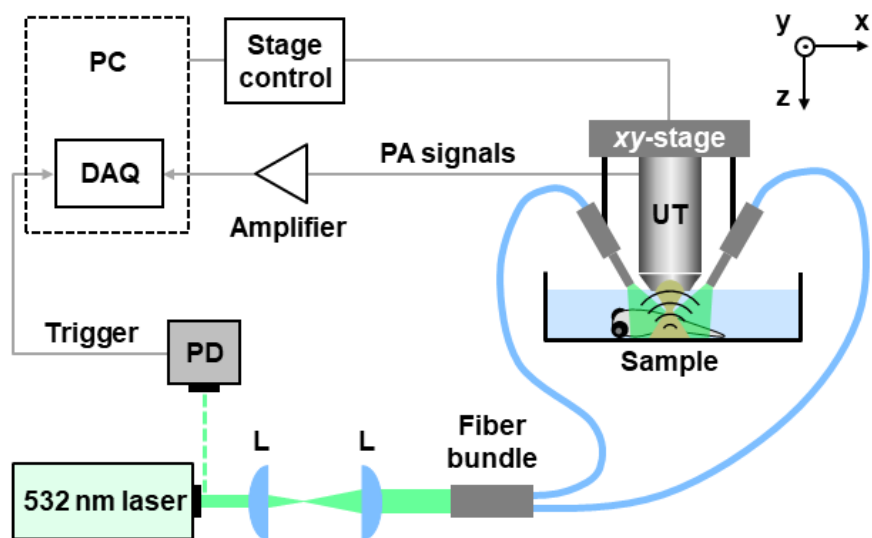 PC
Stage
control
y
x
z
xy-stage
DAQ
PA signals
Amplifier
UT
Trigger
PD
Sample
L
L
Fiber
bundle
532 nm laser